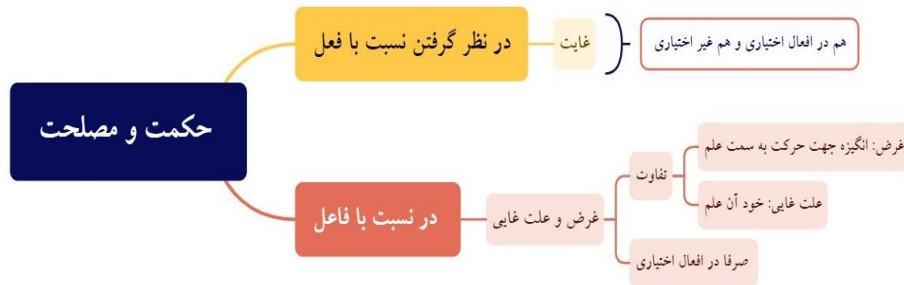 حکمت و مصلحت
در نظر گرفتن نسبت با فعل
غایت
هم در افعال اختیاری و هم غیر اختیاری
در نسبت با فاعل
غرض و علت غایی
تفاوت
غرض: انگیزه جهت حرکت به سمت علم
علت غایی: خود آن علم
صرفا در افعال اختیاری